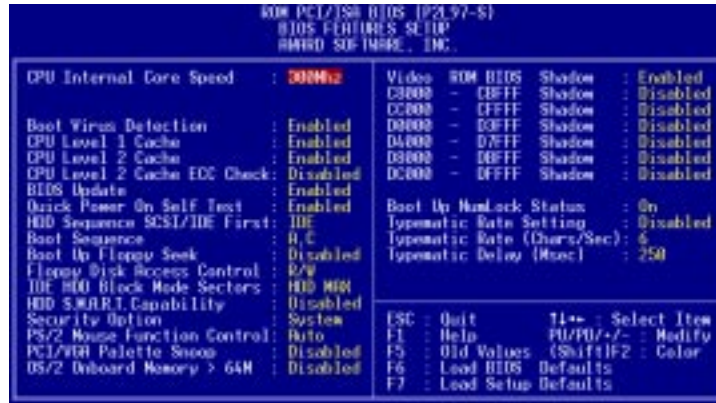 ROM PCI/ISA BIOS (P2L97-S)
BIOS FEATURES SETUP
AWARD SOFTWARE, INC.
CPU Internal Core Speed : 300Mhz
Boot Virus Detection : Enabled
CPU Level 1 Cache : Enabled
CPU Level 2 Cache : Enabled
CPU Level 2 Cache ECC Check: Disabled
BIOS Update : Enabled
Quick Power On Self Test : Enabled
HDD Sequence SCSI/IDE First: IDE
Boot Sequence : A,C
Boot Up Floppy Seek : Disabled
Floppy Disk Access Control : R/W
IDE HDD Block Mode Sectors : HDD MAX
HDD S.M.A.R.T. Capability : Disabled
Security Option : System
PS/2 Mouse Function Control: Auto
PCI/VGA Palette Snoop : Disabled
OS/2 Onboard Memory > 64M : Disabled
Video ROM BIOS Shadow : Enabled
C8000 - CBFFF Shadow : Disabled
CC000 - CFFFF Shadow : Disabled
D0000 - D3FFF Shadow : Disabled
D4000 - D7FFF Shadow : Disabled
D8000 - DBFFF Shadow : Disabled
DC000 - DFFFF Shadow : Disabled
Boot Up NumLock Status : On
Typematic Rate Setting : Disabled
Typematic Rate (Chars/Sec): 6
Typematic Delay (Msec) : 250
ESC : Quit ↑↓→← : Select Item
F1 : Help PU/PD/+/- : Modify
F5 : Old Values (Shift)F2 : Color
F6 : Load BIOS Defaults
F7 : Load Setup Defaults